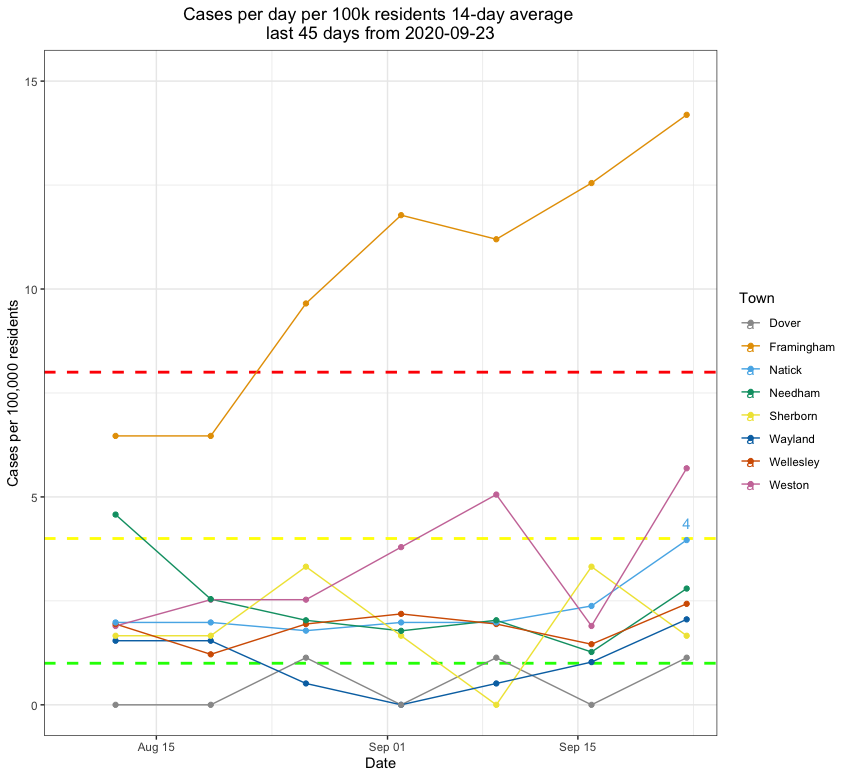 Cases per day per 100k residents 14-day average
last 45 days from 2020-09-23
15
10
5
0
Cases per 100,000 residents
4
Aug 15
Sep 01
Sep 15
Date
Town
a Dover
a Framingham
a Natick
a Needham
a Sherborn
a Wayland
a Wellesley
a Weston